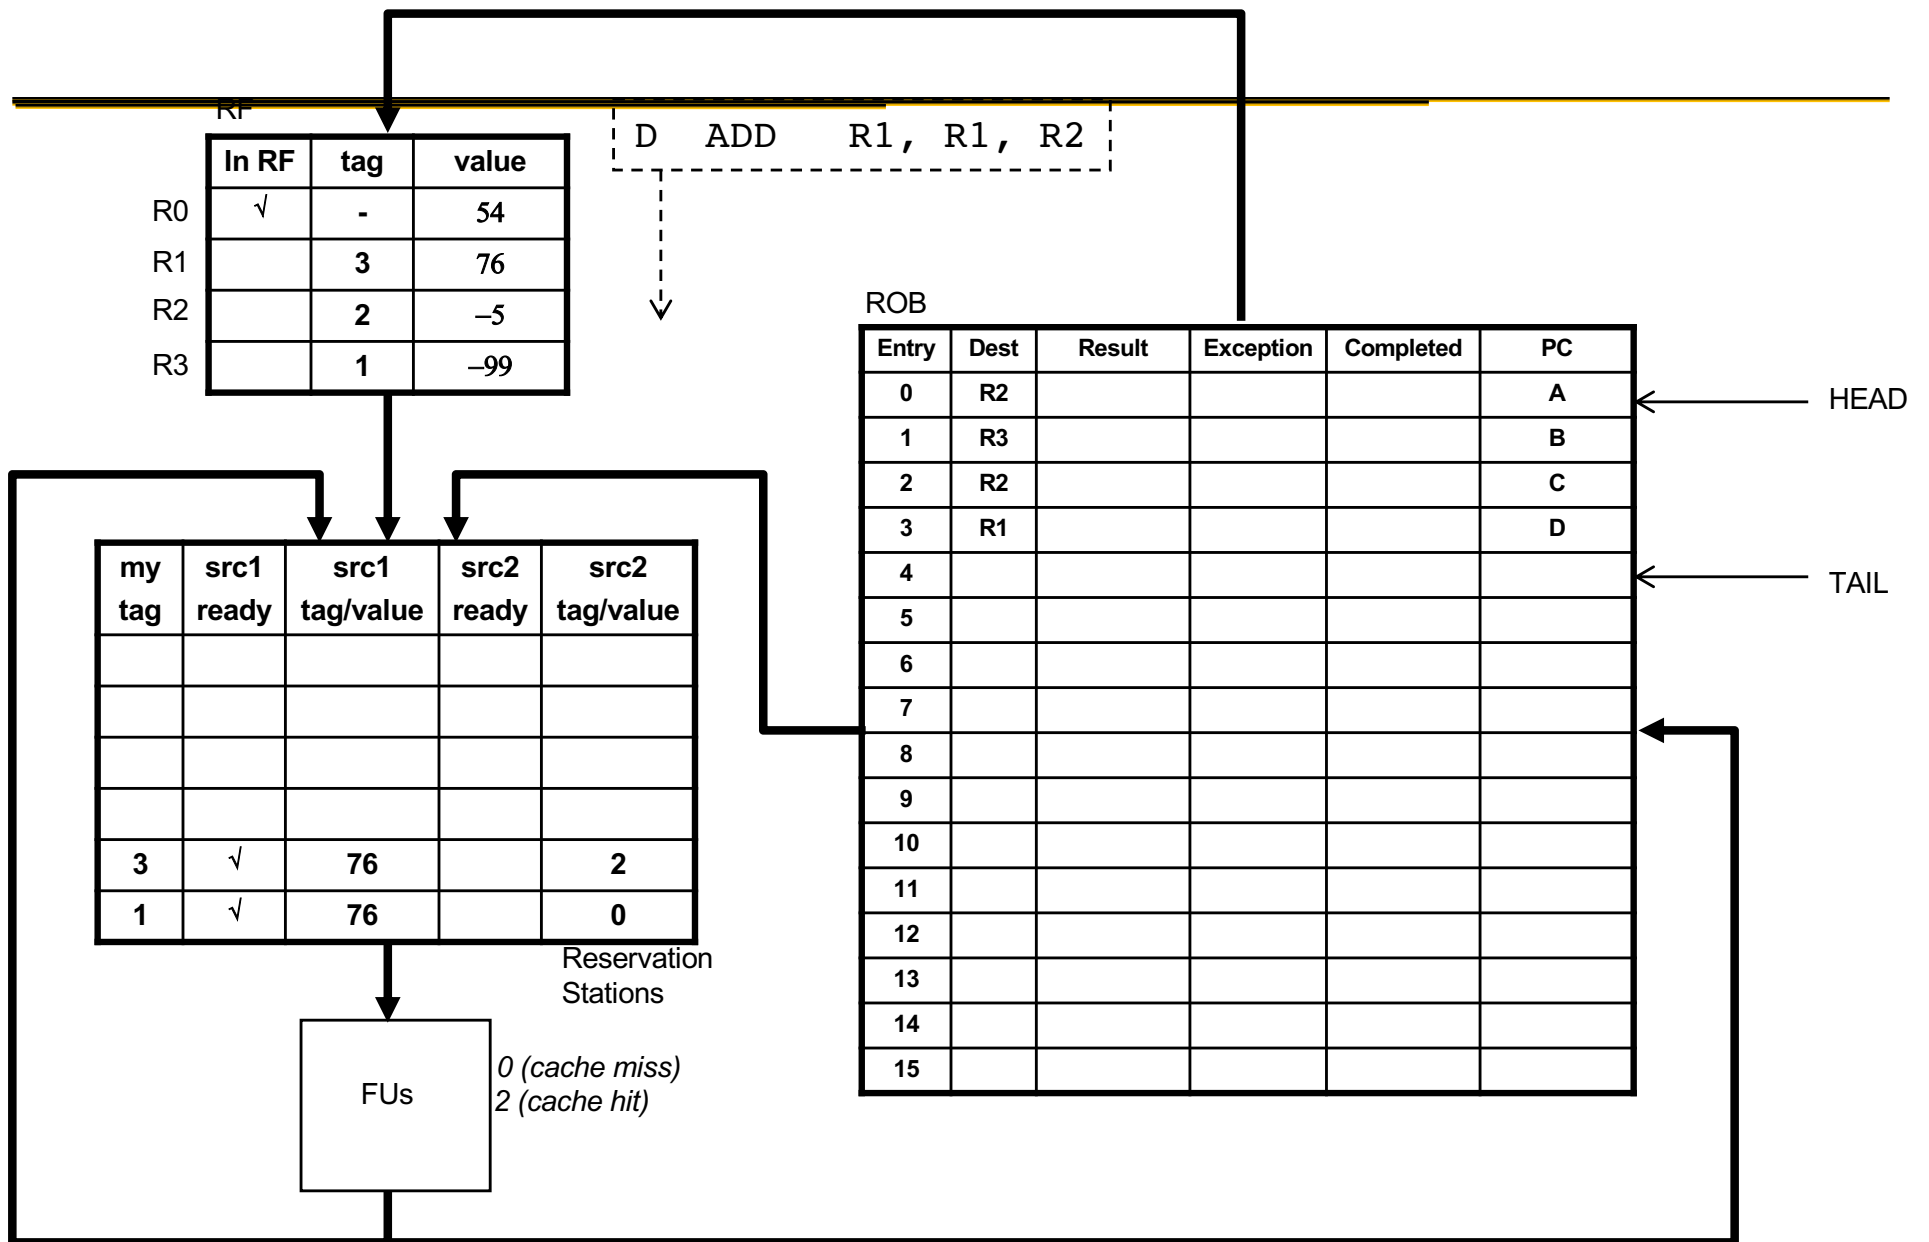 RF
D ADD R1, R1, R2
In RF tag value
R0 √ - 54
R1 3 76
R2 2 –5
R3 1 –99
ROB
Entry Dest Result Exception Completed PC
0 R2 A
1 R3 B
2 R2 C
3 R1 D
4
5
6
7
8
9
10
11
12
13
14
15
HEAD
TAIL
my src1 src1 src2 src2
tag ready tag/value ready tag/value
3 √ 76 2
1 √ 76 0
Reservation
Stations
FUs
0 (cache miss)
2 (cache hit)